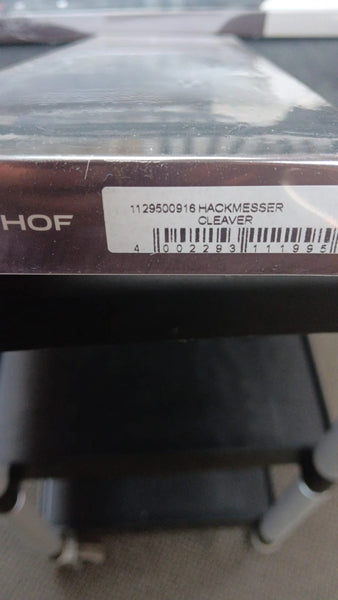 HOF
1129500916 HACKMESSER
CLEAVER
4 002293 111995